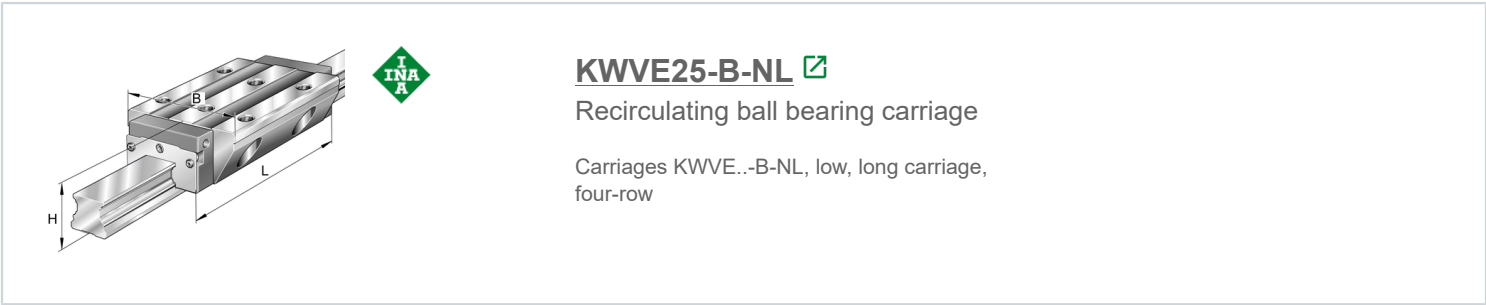 B
L
H
I
INA
A
KWVE25-B-NL
Recirculating ball bearing carriage
Carriages KWVE..-B-NL, low, long carriage,
four-row